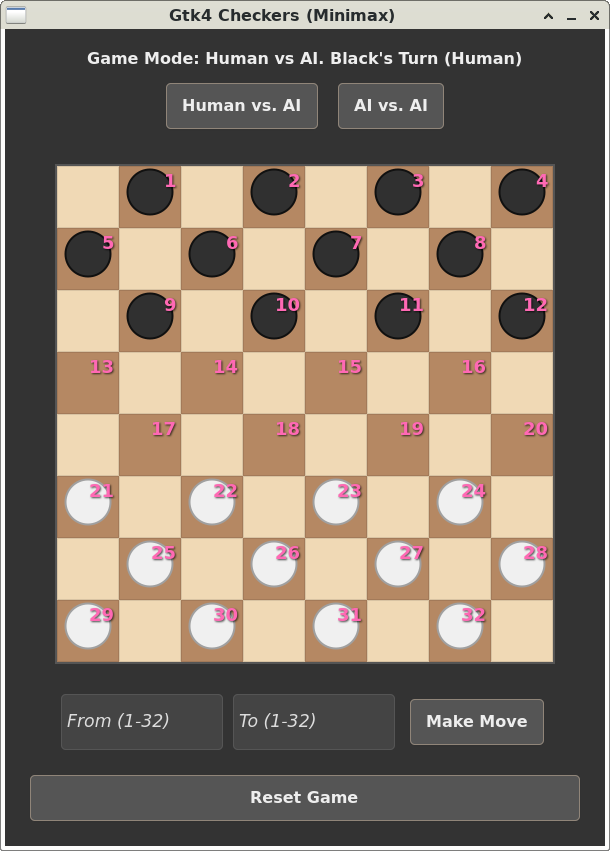 Gtk4 Checkers (Minimax)
Game Mode: Human vs AI. Black's Turn (Human)
Human vs. AI AI vs. AI
1 2 3 4
5 6 7 8
9 10 11 12
13 14 15 16
17 18 19 20
21 22 23 24
25 26 27 28
29 30 31 32
From (1-32) To (1-32) Make Move
Reset Game